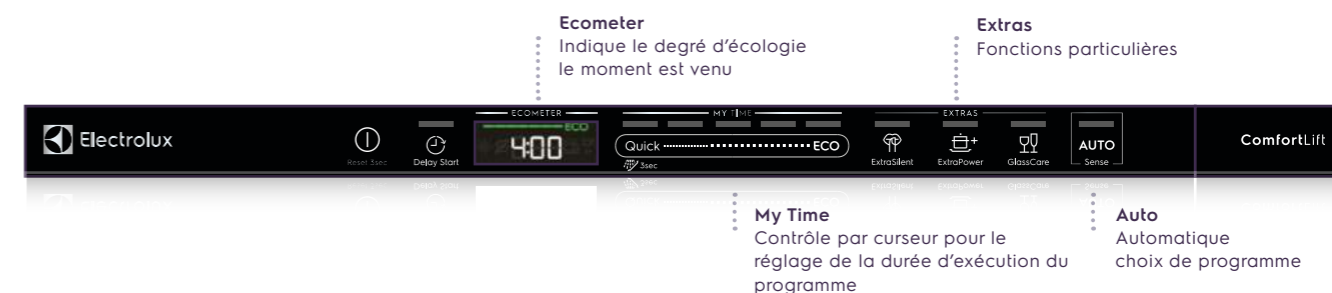 Ecometer
Indique le degré d'écologie
le moment est venu
Extras
Fonctions particulières
Electrolux
Reset 3sec
Delay Start
ECOMETER
ECO
4:00
MY TIME
Quick ECO
3sec
EXTRAS
ExtraSilent
ExtraPower
GlassCare
AUTO
Sense
ComfortLift
My Time
Contrôle par curseur pour le
réglage de la durée d'exécution du
programme
Auto
Automatique
choix de programme